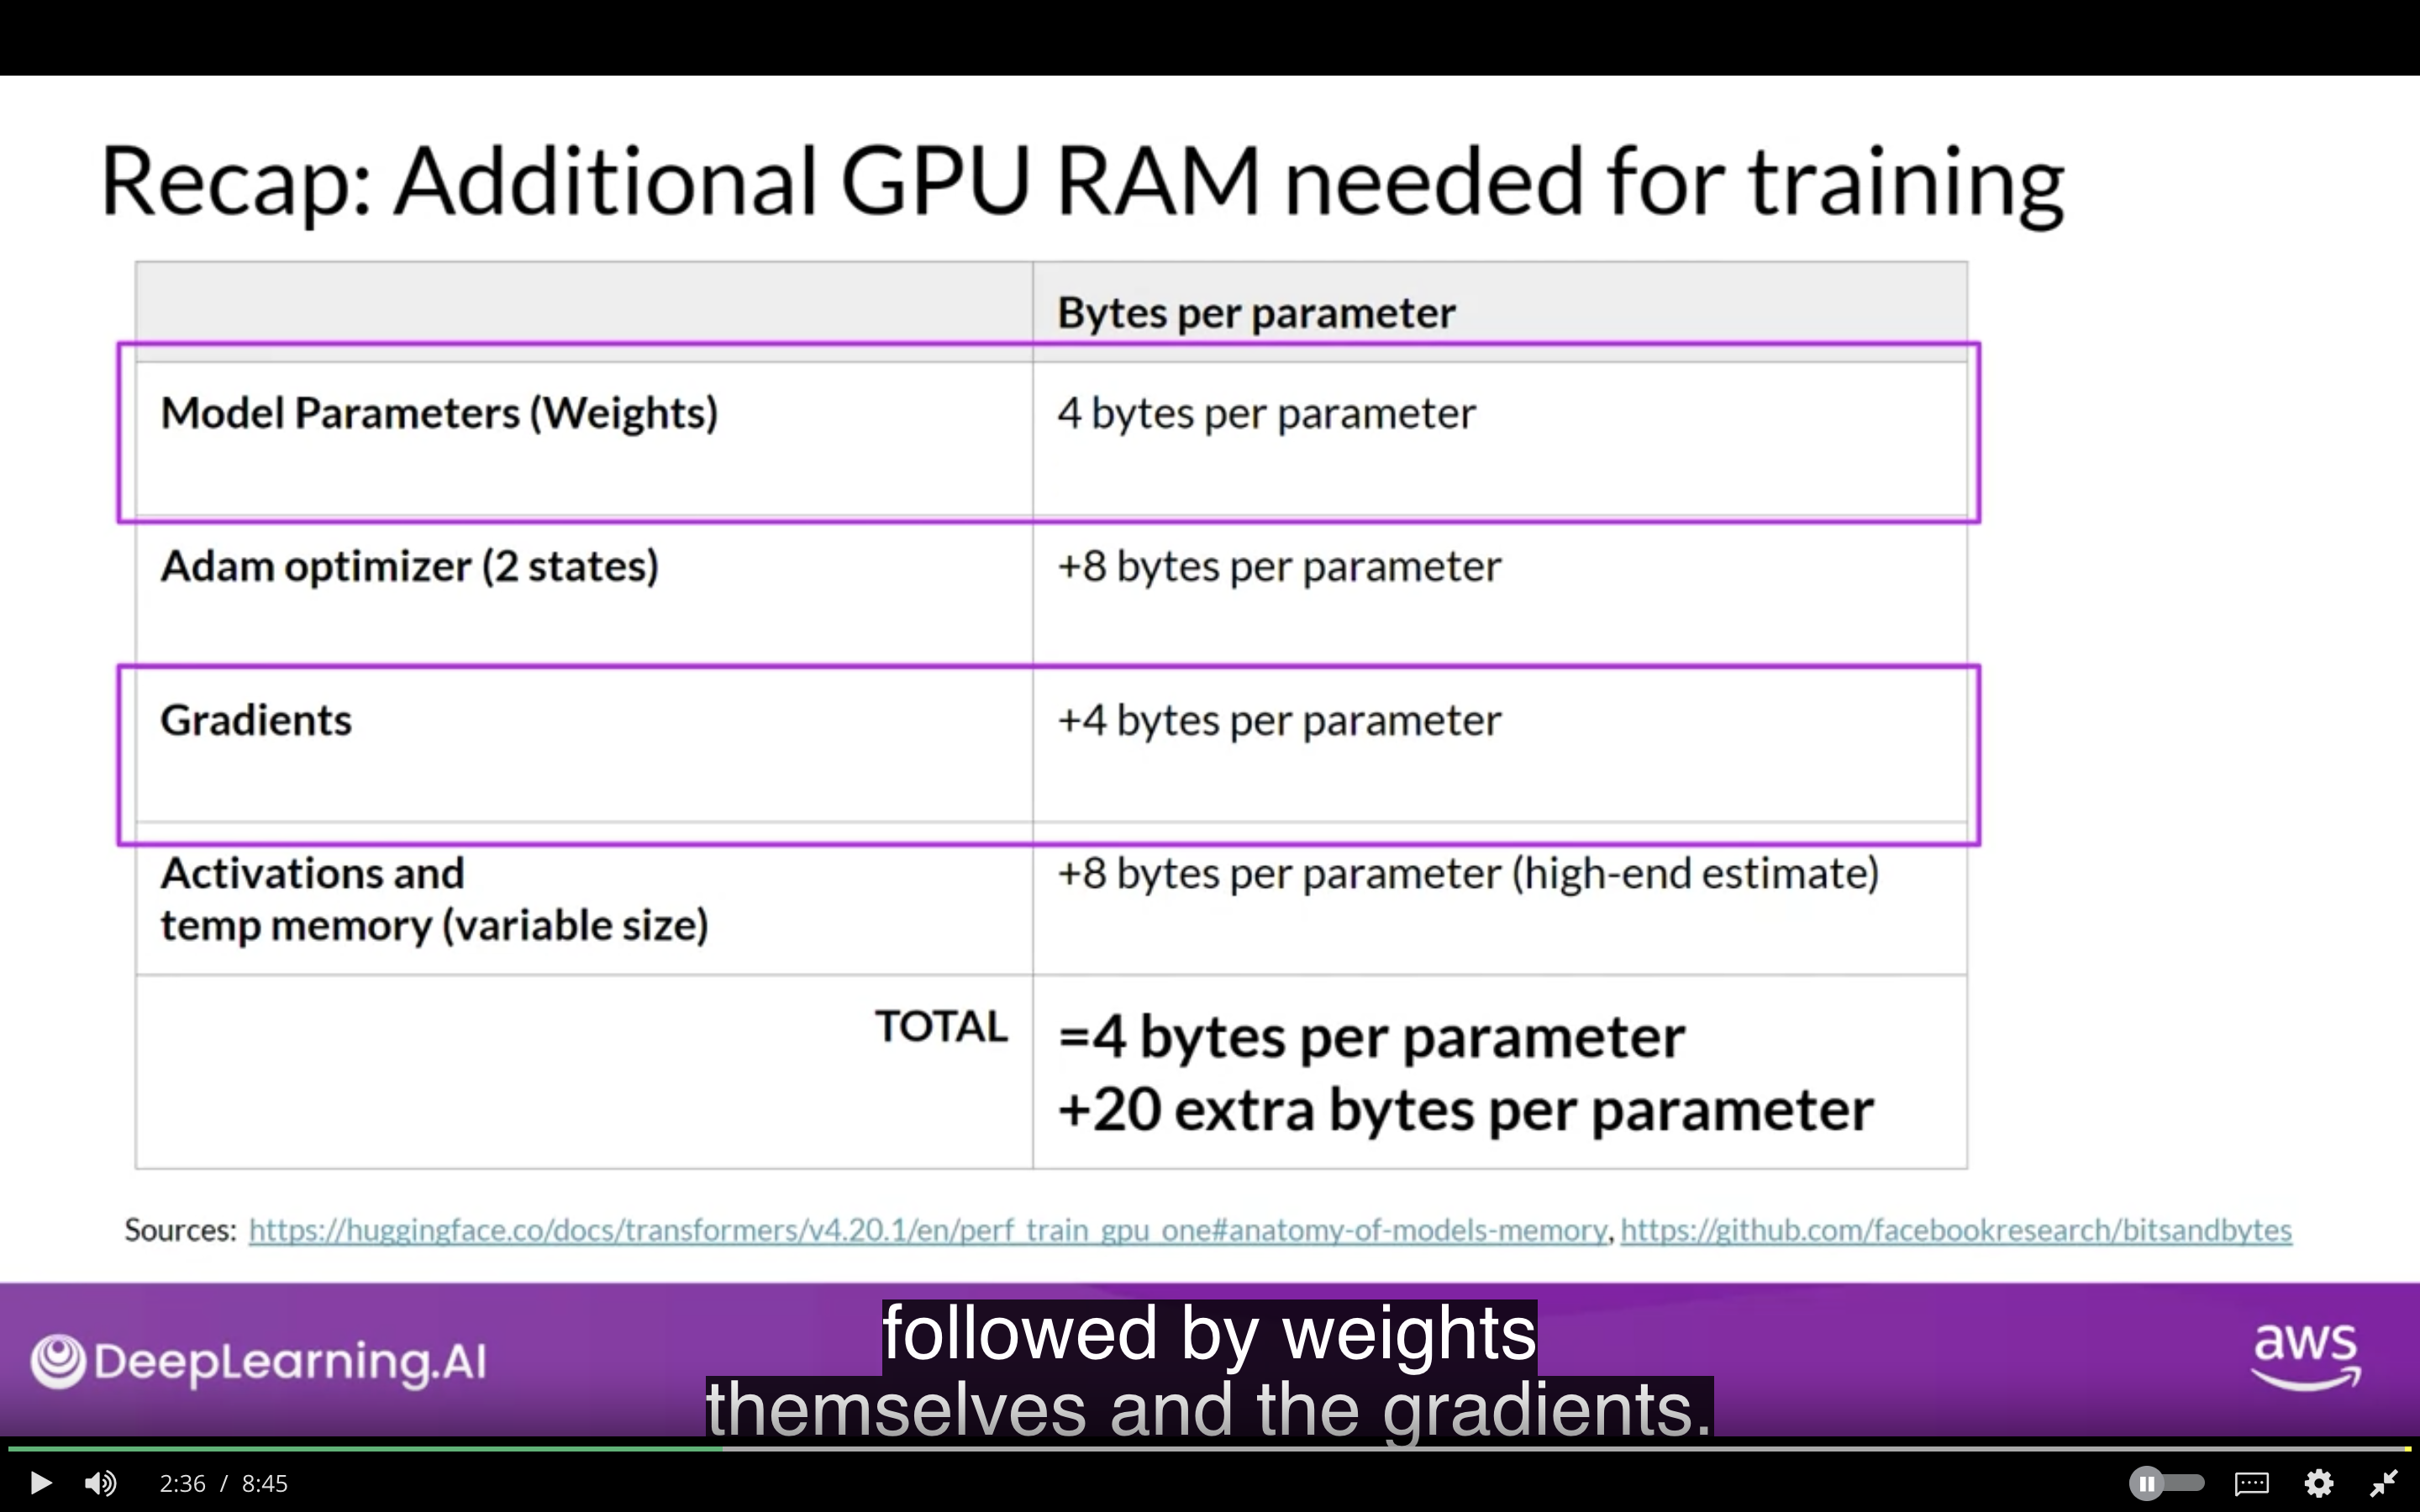 Recap: Additional GPU RAM needed for training
Bytes per parameter
Model Parameters (Weights)
4 bytes per parameter
Adam optimizer (2 states)
+8 bytes per parameter
Gradients
+4 bytes per parameter
Activations and
temp memory (variable size)
+8 bytes per parameter (high-end estimate)
TOTAL
=4 bytes per parameter
+20 extra bytes per parameter
Sources: https://huggingface.co/docs/transformers/v4.20.1/en/perf_train_gpu_one#anatomy-of-models-memory, https://github.com/facebookresearch/bitsandbytes
DeepLearning.AI
followed by weights
themselves and the gradients.
aws
2:36 / 8:45